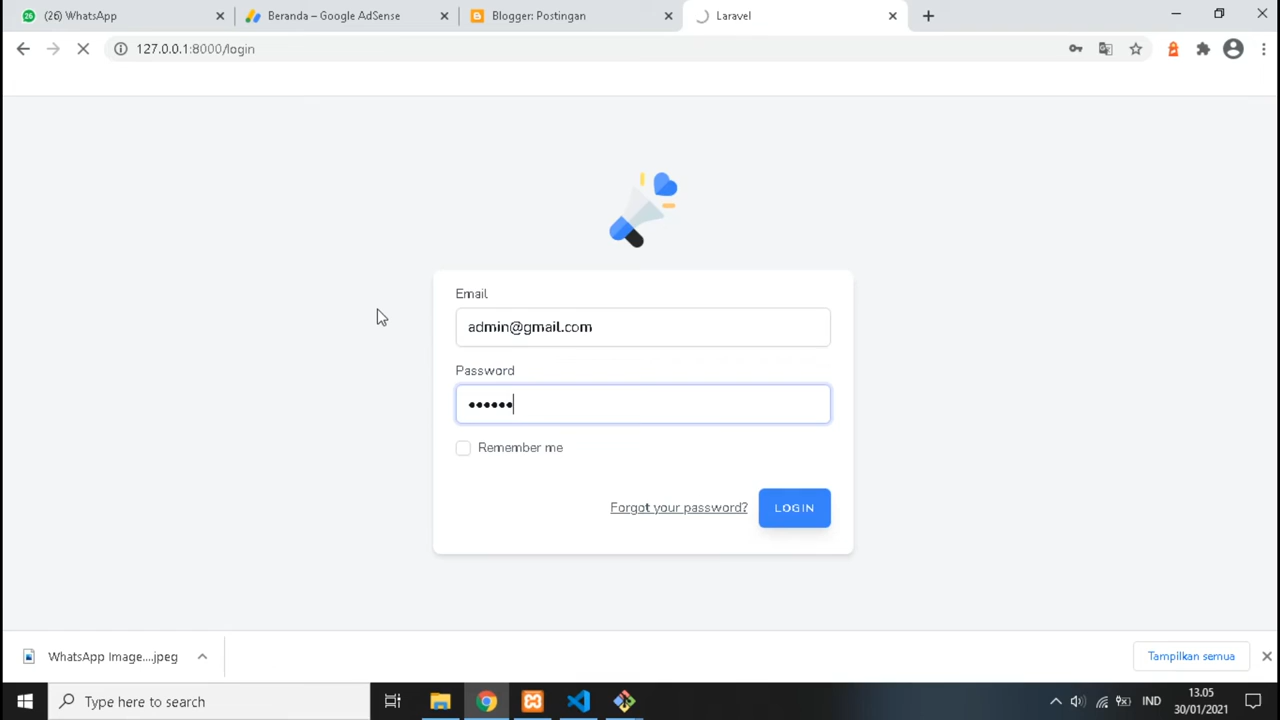 26 (26) WhatsApp
Beranda – Google AdSense
Blogger: Postingan
Laravel
127.0.0.1:8000/login
Email
admin@gmail.com
Password
Remember me
Forgot your password?
LOGIN
WhatsApp Image....jpeg
Tampilkan semua
Type here to search
IND
13.05
30/01/2021